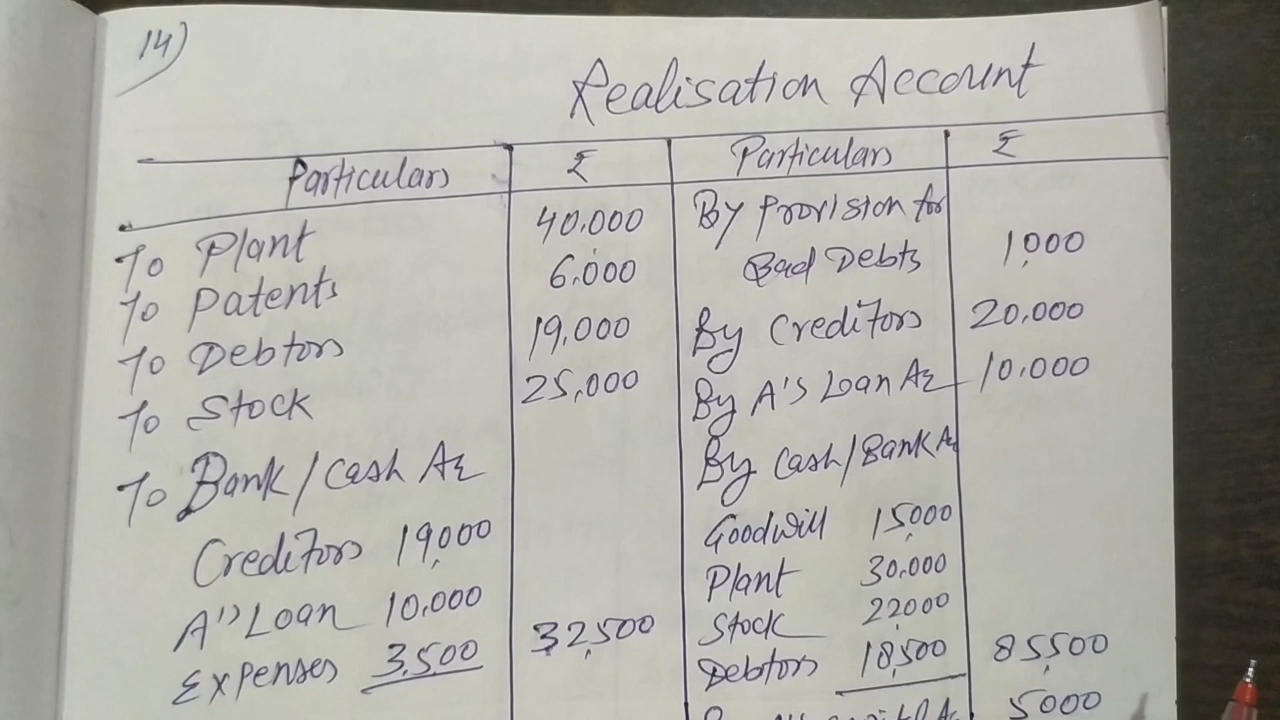 14)
Realisation Account
Particulars ₹ Particulars ₹
To Plant 40,000 By Provision for
To Patents 6,000 Bad Debts 1,000
To Debtors 19,000 By Creditors 20,000
To Stock 25,000 By A's Loan A/c 10,000
To Bank/Cash A/c By Cash/Bank A/c
Creditors 19,000 Goodwill 15,000
A's Loan 10,000 Plant 30,000
Expenses 3,500 32,500 Stock 22,000
Debtors 18,500 85,500
5000